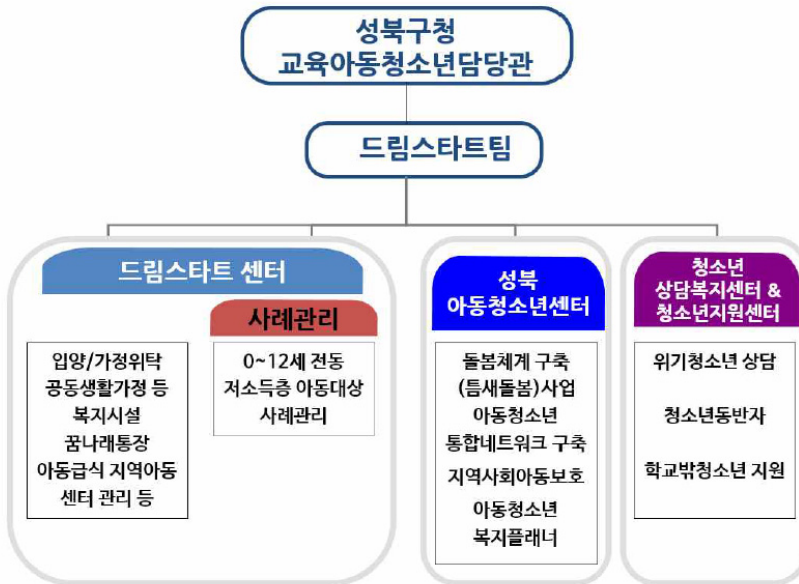 성북구청
교육아동청소년담당관
드림스타트팀
드림스타트 센터
사례관리
입양/가정위탁
공동생활가정 등
복지시설
꿈나래통장
아동급식 지역아동
센터 관리 등
0~12세 전동
저소득층 아동대상
사례관리
성북
아동청소년센터
돌봄체계 구축
(틈새돌봄)사업
아동청소년
통합네트워크 구축
지역사회아동보호
아동청소년
복지플래너
청소년
상담복지센터 &
청소년지원센터
위기청소년 상담
청소년동반자
학교밖청소년 지원